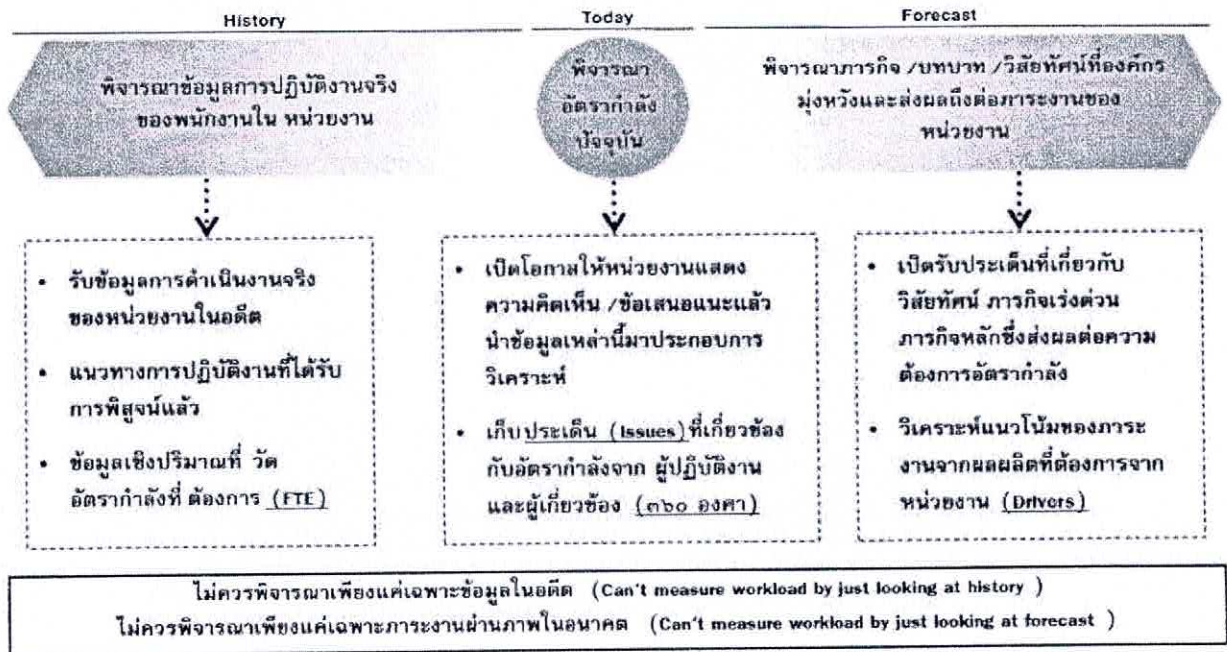 History
พิจารณาข้อมูลการปฏิบัติงานจริง
ของพนักงานใน หน่วยงาน
Today
พิจารณา
อัตรากำลัง
ปัจจุบัน
Forecast
พิจารณาภารกิจ /บทบาท /วิสัยทัศน์ที่องค์กร
มุ่งหวังและส่งผลถึงต่อภาระงานของ
หน่วยงาน
• รับข้อมูลการดำเนินงานจริง
ของหน่วยงานในอดีต
• แนวทางการปฏิบัติงานที่ได้รับ
การพิสูจน์แล้ว
• ข้อมูลเชิงปริมาณที่ วัด
อัตรากำลังที่ ต้องการ (FTE)
• เปิดโอกาสให้หน่วยงานแสดง
ความคิดเห็น /ข้อเสนอแนะแล้ว
นำข้อมูลเหล่านี้มาประกอบการ
วิเคราะห์
• เก็บประเด็น (Issues)ที่เกี่ยวข้อง
กับอัตรากำลังจาก ผู้ปฏิบัติงาน
และผู้เกี่ยวข้อง (๓๖๐ องศา)
• เปิดรับประเด็นที่เกี่ยวกับ
วิสัยทัศน์ ภารกิจเร่งด่วน
ภารกิจหลักซึ่งส่งผลต่อความ
ต้องการอัตรากำลัง
• วิเคราะห์แนวโน้มของภาระ
งานจากผลผลิตที่ต้องการจาก
หน่วยงาน (Drivers)
ไม่ควรพิจารณาเพียงแค่เฉพาะข้อมูลในอดีต (Can't measure workload by just looking at history )
ไม่ควรพิจารณาเพียงแค่เฉพาะภาระงานผ่านภาพในอนาคต (Can't measure workload by just looking at forecast )